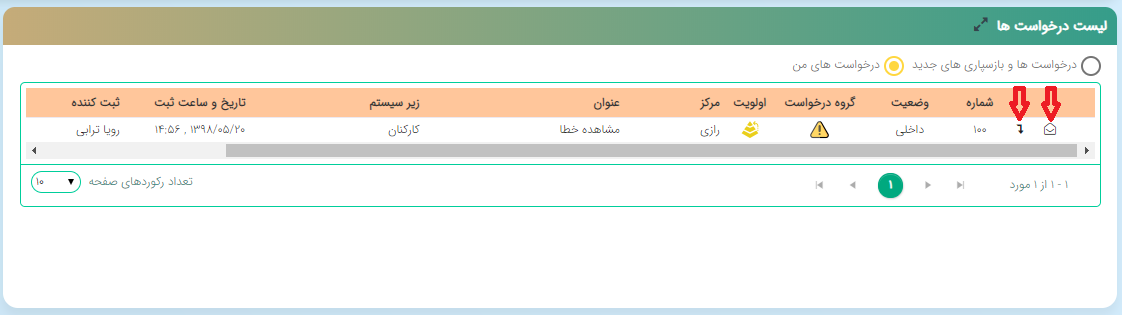 لیست درخواست ها
درخواست ها و بازسپاری های جدید درخواست های من
شماره وضعیت گروه درخواست اولویت مرکز عنوان زیر سیستم تاریخ و ساعت ثبت ثبت کننده
۱۰۰ داخلی رازی مشاهده خطا کارکنان ۱۳۹۸/۰۵/۲۰ , ۱۴:۵۶ رویا ترابی
۱ - ۱ از ۱ مورد ۱ تعداد رکوردهای صفحه ۱۰